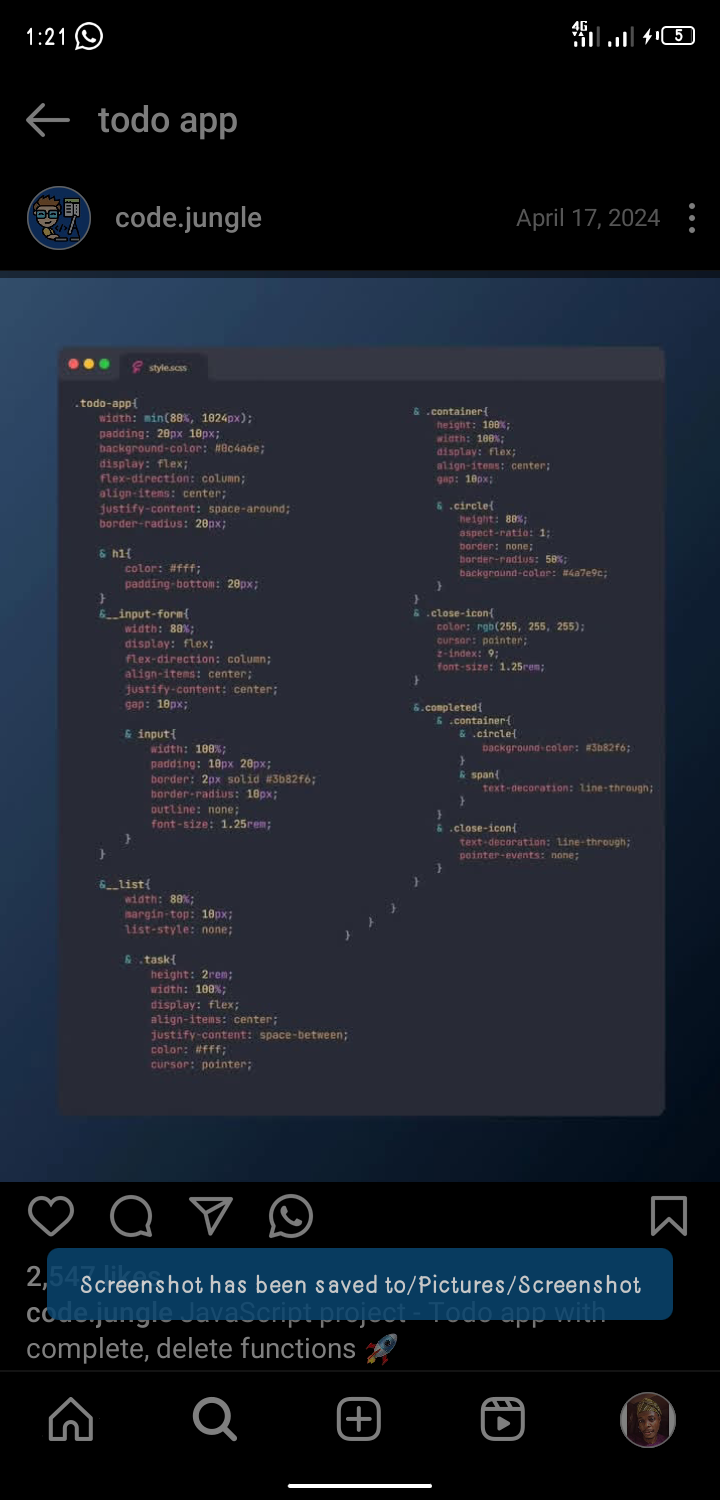 1:21
4G
5
todo app
code.jungle
April 17, 2024
style.scss
.todo-app{
width: min(80%, 1024px);
padding: 20px 10px;
background-color: #0c4a6e;
display: flex;
flex-direction: column;
align-items: center;
justify-content: space-around;
border-radius: 20px;
& h1{
color: #fff;
padding-bottom: 20px;
}
&__input-form{
width: 80%;
display: flex;
flex-direction: column;
align-items: center;
justify-content: center;
gap: 10px;
& input{
width: 100%;
padding: 10px 20px;
border: 2px solid #3b82f6;
border-radius: 10px;
outline: none;
font-size: 1.25rem;
}
}
&__list{
width: 80%;
margin-top: 10px;
list-style: none;
& .task{
height: 2rem;
width: 100%;
display: flex;
align-items: center;
justify-content: space-between;
color: #fff;
cursor: pointer;
& .container{
height: 100%;
width: 100%;
display: flex;
align-items: center;
gap: 10px;
& .circle{
height: 80%;
aspect-ratio: 1;
border: none;
border-radius: 50%;
background-color: #4a7e9c;
}
}
& .close-icon{
color: rgb(255, 255, 255);
cursor: pointer;
z-index: 9;
font-size: 1.25rem;
}
&.completed{
& .container{
& .circle{
background-color: #3b82f6;
}
& span{
text-decoration: line-through;
}
}
& .close-icon{
text-decoration: line-through;
pointer-events: none;
}
}
}
}
}
2,547 likes
Screenshot has been saved to/Pictures/Screenshot
code.jungle JavaScript project - Todo app with
complete, delete functions 🚀